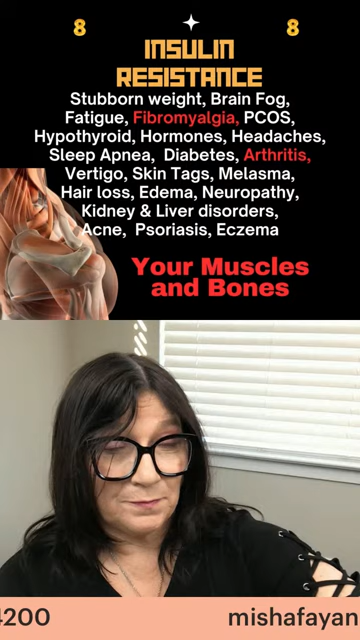 8 8
INSULIN
RESISTANCE
Stubborn weight, Brain Fog,
Fatigue, Fibromyalgia, PCOS,
Hypothyroid, Hormones, Headaches,
Sleep Apnea, Diabetes, Arthritis,
Vertigo, Skin Tags, Melasma,
Hair loss, Edema, Neuropathy,
Kidney & Liver disorders,
Acne, Psoriasis, Eczema
Your Muscles
and Bones
4200 mishafayan